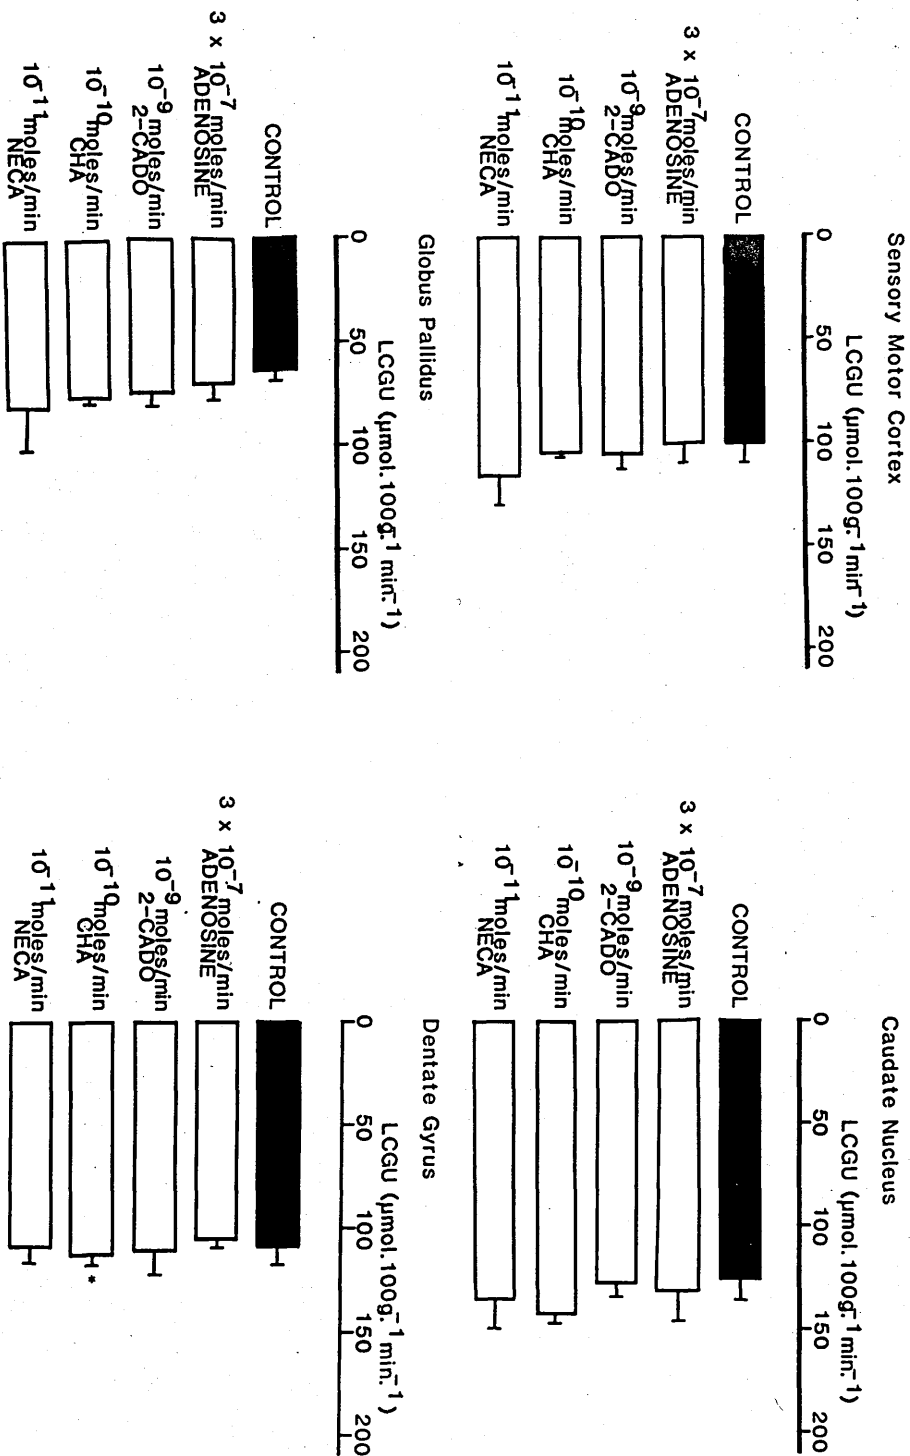 Sensory Motor Cortex
LCGU (μmol.100g.⁻¹min⁻¹)
0 50 100 150 200
CONTROL
3 x 10⁻⁷moles/min
ADENOSINE
10⁻⁹moles/min
2-CADO
10⁻¹⁰moles/min
CHA
10⁻¹¹moles/min
NECA
Caudate Nucleus
LCGU (μmol.100g.⁻¹min.⁻¹)
0 50 100 150 200
CONTROL
3 x 10⁻⁷moles/min
ADENOSINE
10⁻⁹moles/min
2-CADO
10⁻¹⁰moles/min
CHA
10⁻¹¹moles/min
NECA
Globus Pallidus
LCGU (μmol.100g.⁻¹min.⁻¹)
0 50 100 150 200
CONTROL
3 x 10⁻⁷moles/min
ADENOSINE
10⁻⁹moles/min
2-CADO
10⁻¹⁰moles/min
CHA
10⁻¹¹moles/min
NECA
Dentate Gyrus
LCGU (μmol.100g.⁻¹min.⁻¹)
0 50 100 150 200
CONTROL
3 x 10⁻⁷moles/min
ADENOSINE
10⁻⁹moles/min
2-CADO
10⁻¹⁰moles/min
CHA
*
10⁻¹¹moles/min
NECA